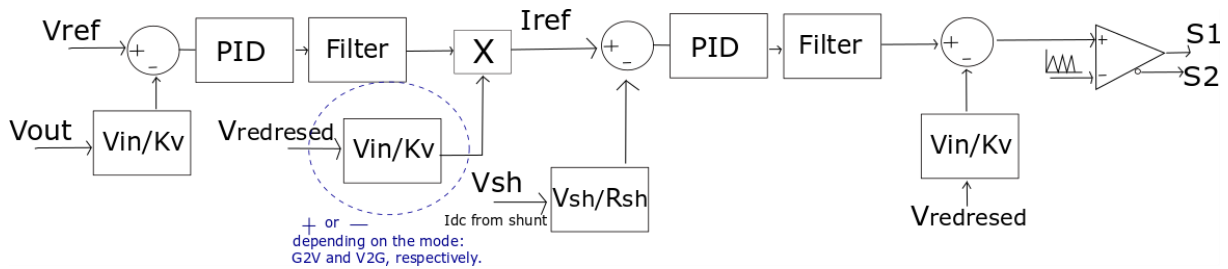 Vref
+
-
PID
Filter
X
Iref
+
-
PID
Filter
+
-
+
-
S1
S2
Vout
Vin/Kv
Vredresed
Vin/Kv
Vsh
Idc from shunt
Vsh/Rsh
Vin/Kv
Vredresed
+ or —
depending on the mode:
G2V and V2G, respectively.